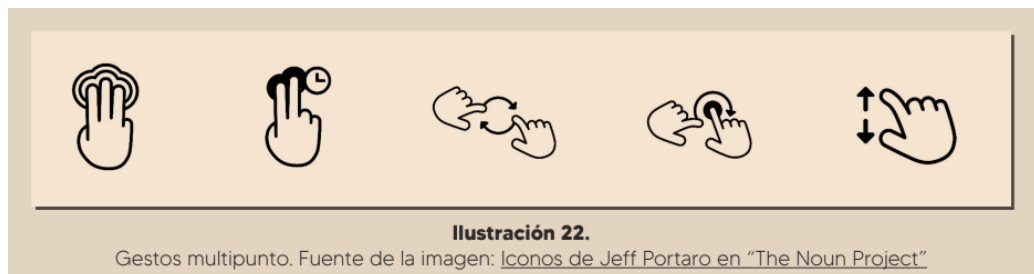 Ilustración 22.
Gestos multipunto. Fuente de la imagen: Iconos de Jeff Portaro en “The Noun Project”